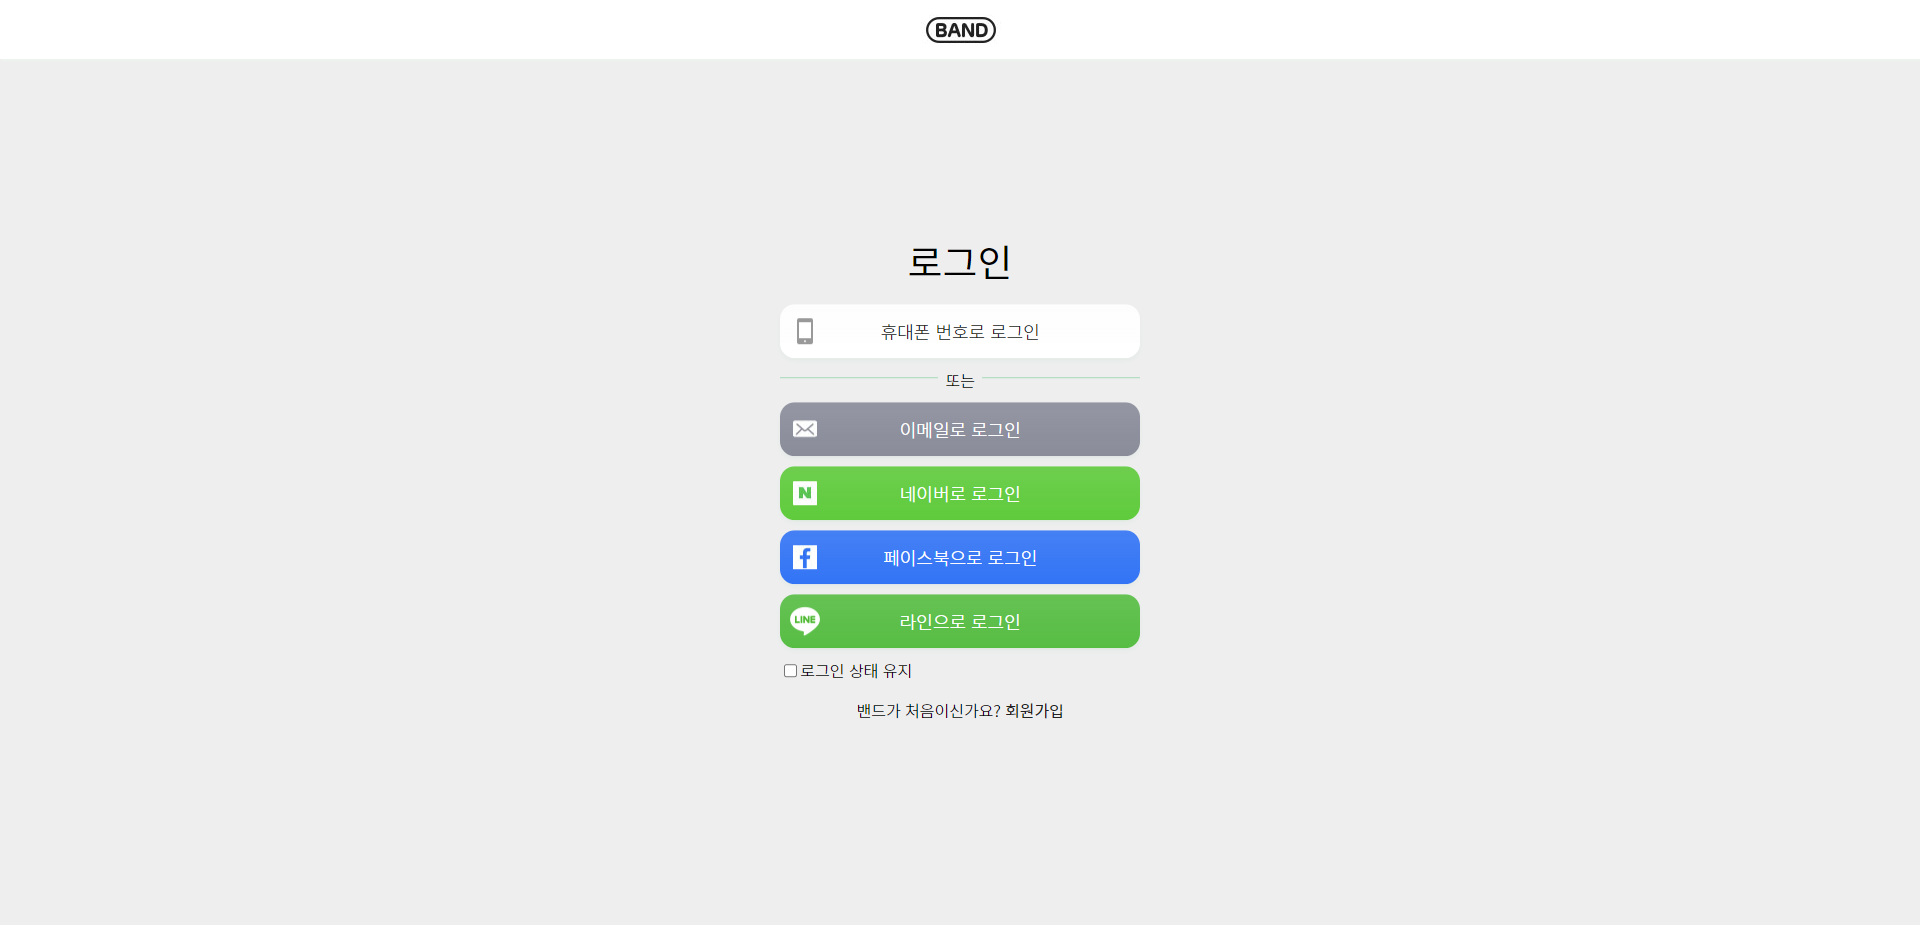 BAND
로그인
휴대폰 번호로 로그인
또는
이메일로 로그인
N 네이버로 로그인
f 페이스북으로 로그인
LINE 라인으로 로그인
로그인 상태 유지
밴드가 처음이신가요? 회원가입